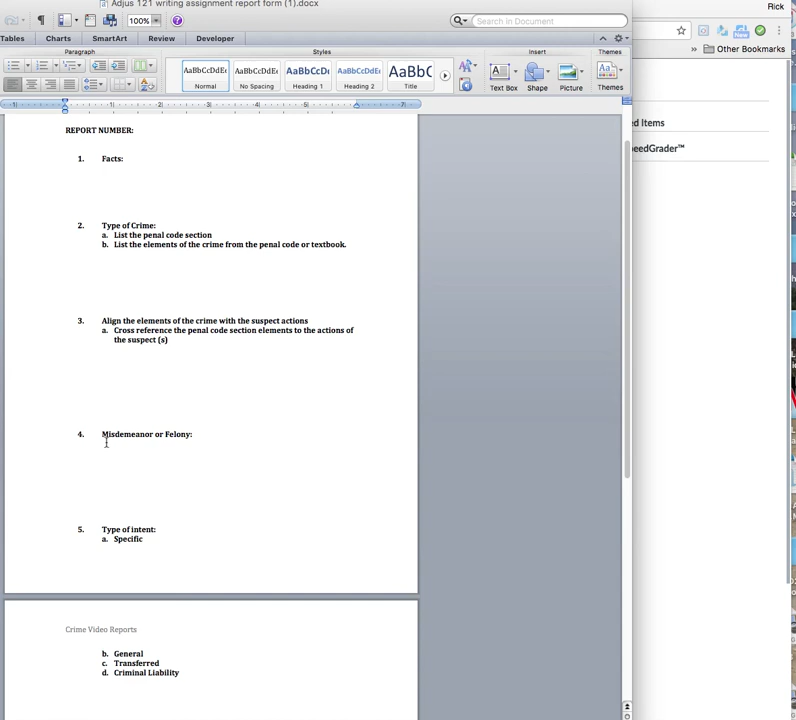 Adjus 121 writing assignment report form (1).docx
Rick
100%
Search in Document
Tables Charts SmartArt Review Developer
Other Bookmarks
Paragraph Styles Insert Themes
AaBbCcDdEe AaBbCcDdEe AaBbCcDc AaBbCcDdEe AaBbC
Normal No Spacing Heading 1 Heading 2 Title Text Box Shape Picture Themes
REPORT NUMBER:
ed Items
eedGrader™
1. Facts:
2. Type of Crime:
a. List the penal code section
b. List the elements of the crime from the penal code or textbook.
3. Align the elements of the crime with the suspect actions
a. Cross reference the penal code section elements to the actions of
the suspect (s)
4. Misdemeanor or Felony:
5. Type of intent:
a. Specific
Crime Video Reports
b. General
c. Transferred
d. Criminal Liability